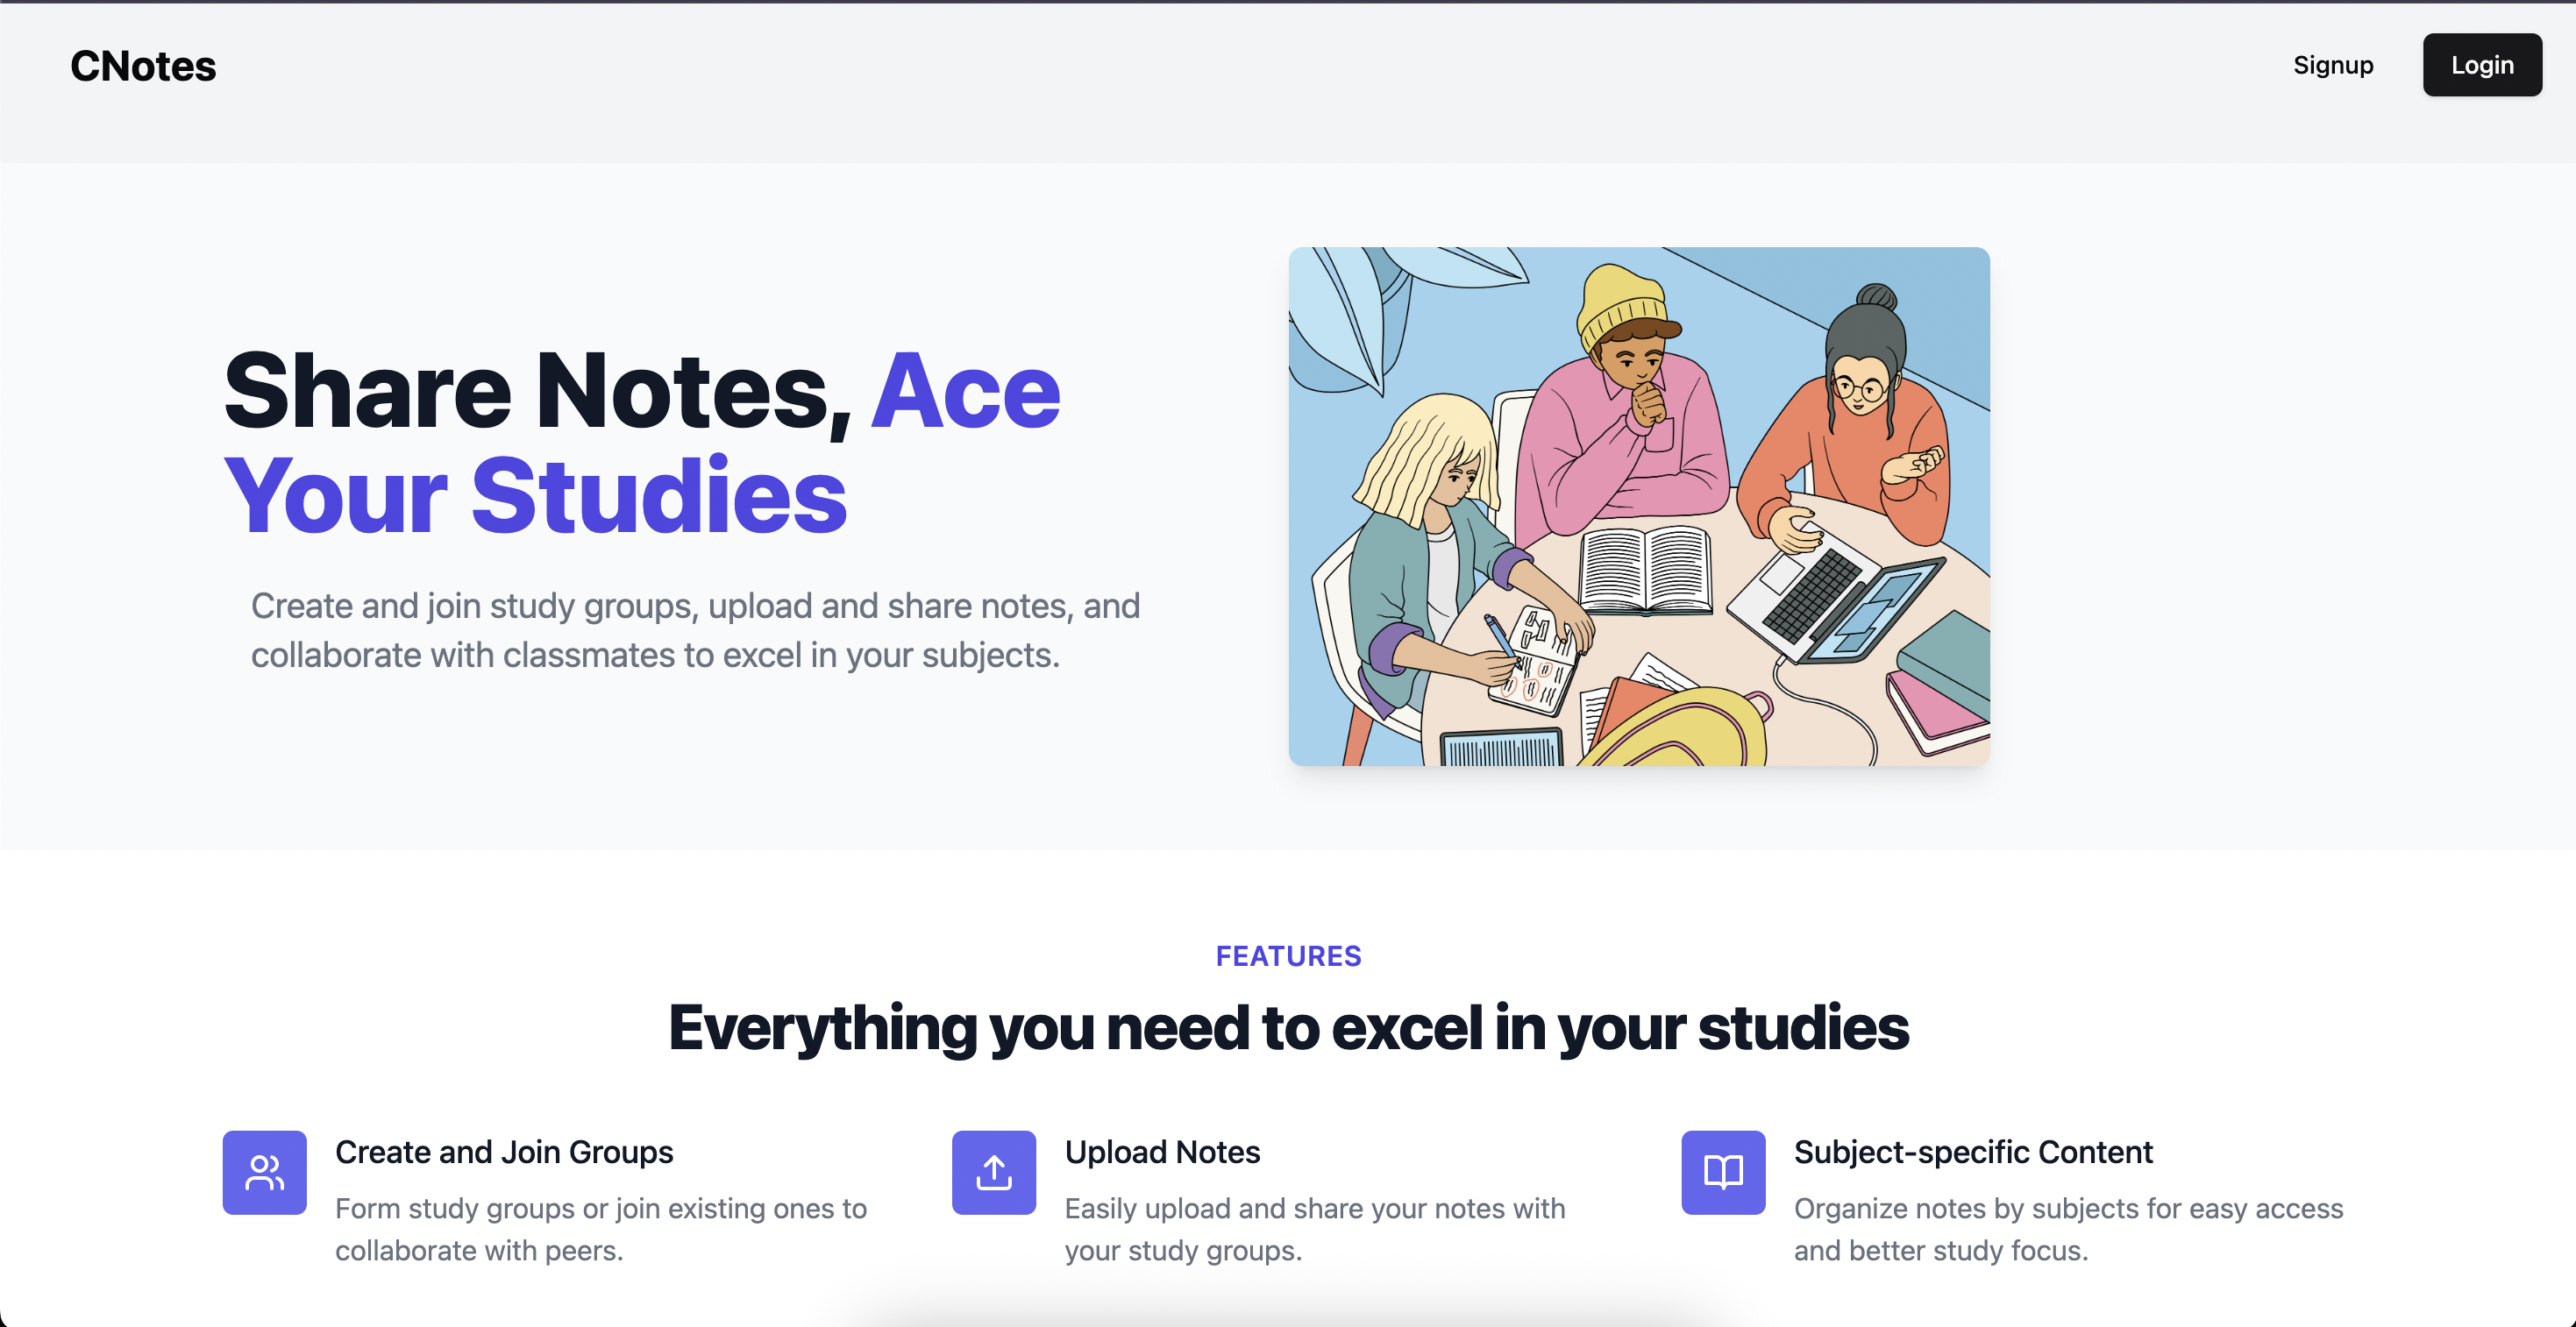 CNotes
Signup
Login
Share Notes, Ace
Your Studies
Create and join study groups, upload and share notes, and
collaborate with classmates to excel in your subjects.
FEATURES
Everything you need to excel in your studies
Create and Join Groups
Form study groups or join existing ones to
collaborate with peers.
Upload Notes
Easily upload and share your notes with
your study groups.
Subject-specific Content
Organize notes by subjects for easy access
and better study focus.